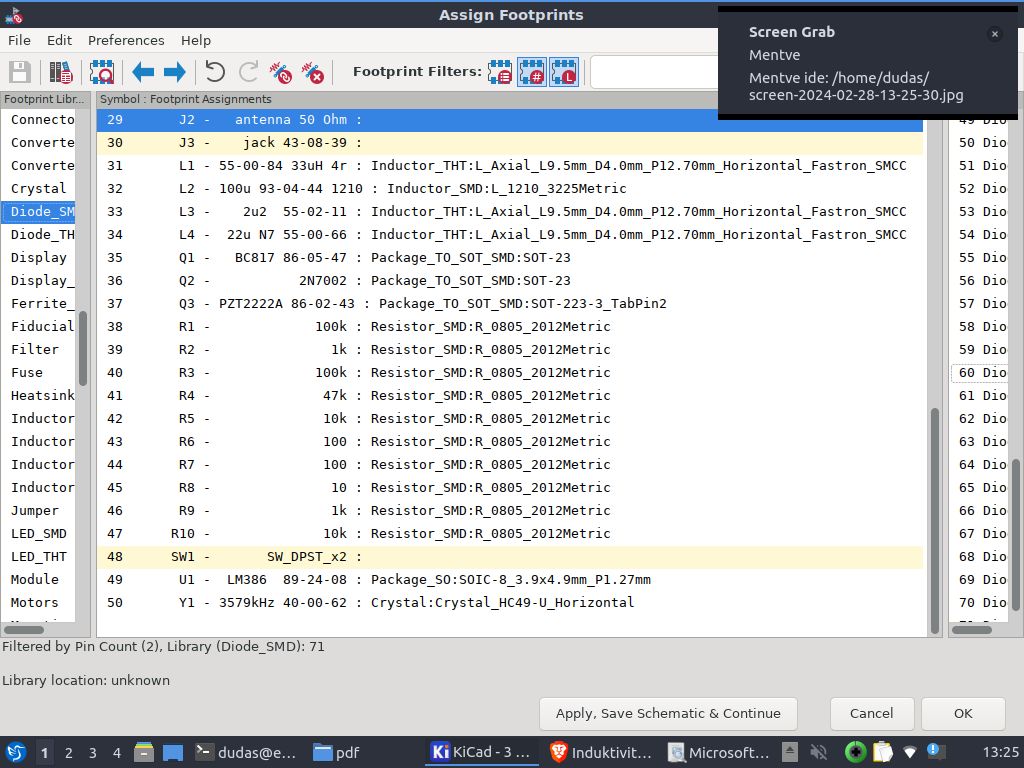 Assign Footprints
File Edit Preferences Help
Screen Grab
×
Mentve
Mentve ide: /home/dudas/
screen-2024-02-28-13-25-30.jpg
Footprint Filters:
Footprint Libr... Symbol : Footprint Assignments
Connecto
Converte
Converte
Crystal
Diode_SM
Diode_TH
Display
Display_
Ferrite_
Fiducial
Filter
Fuse
Heatsink
Inductor
Inductor
Inductor
Inductor
Jumper
LED_SMD
LED_THT
Module
Motors
29 J2 - antenna 50 Ohm :
30 J3 - jack 43-08-39 :
31 L1 - 55-00-84 33uH 4r : Inductor_THT:L_Axial_L9.5mm_D4.0mm_P12.70mm_Horizontal_Fastron_SMCC
32 L2 - 100u 93-04-44 1210 : Inductor_SMD:L_1210_3225Metric
33 L3 - 2u2 55-02-11 : Inductor_THT:L_Axial_L9.5mm_D4.0mm_P12.70mm_Horizontal_Fastron_SMCC
34 L4 - 22u N7 55-00-66 : Inductor_THT:L_Axial_L9.5mm_D4.0mm_P12.70mm_Horizontal_Fastron_SMCC
35 Q1 - BC817 86-05-47 : Package_TO_SOT_SMD:SOT-23
36 Q2 - 2N7002 : Package_TO_SOT_SMD:SOT-23
37 Q3 - PZT2222A 86-02-43 : Package_TO_SOT_SMD:SOT-223-3_TabPin2
38 R1 - 100k : Resistor_SMD:R_0805_2012Metric
39 R2 - 1k : Resistor_SMD:R_0805_2012Metric
40 R3 - 100k : Resistor_SMD:R_0805_2012Metric
41 R4 - 47k : Resistor_SMD:R_0805_2012Metric
42 R5 - 10k : Resistor_SMD:R_0805_2012Metric
43 R6 - 100 : Resistor_SMD:R_0805_2012Metric
44 R7 - 100 : Resistor_SMD:R_0805_2012Metric
45 R8 - 10 : Resistor_SMD:R_0805_2012Metric
46 R9 - 1k : Resistor_SMD:R_0805_2012Metric
47 R10 - 10k : Resistor_SMD:R_0805_2012Metric
48 SW1 - SW_DPST_x2 :
49 U1 - LM386 89-24-08 : Package_SO:SOIC-8_3.9x4.9mm_P1.27mm
50 Y1 - 3579kHz 40-00-62 : Crystal:Crystal_HC49-U_Horizontal
49 Dio
50 Dio
51 Dio
52 Dio
53 Dio
54 Dio
55 Dio
56 Dio
57 Dio
58 Dio
59 Dio
60 Dio
61 Dio
62 Dio
63 Dio
64 Dio
65 Dio
66 Dio
67 Dio
68 Dio
69 Dio
70 Dio
Filtered by Pin Count (2), Library (Diode_SMD): 71
Library location: unknown
Apply, Save Schematic & Continue Cancel OK
1 2 3 4 dudas@e... pdf KiCad - 3 ... Induktivit... Microsoft... 13:25